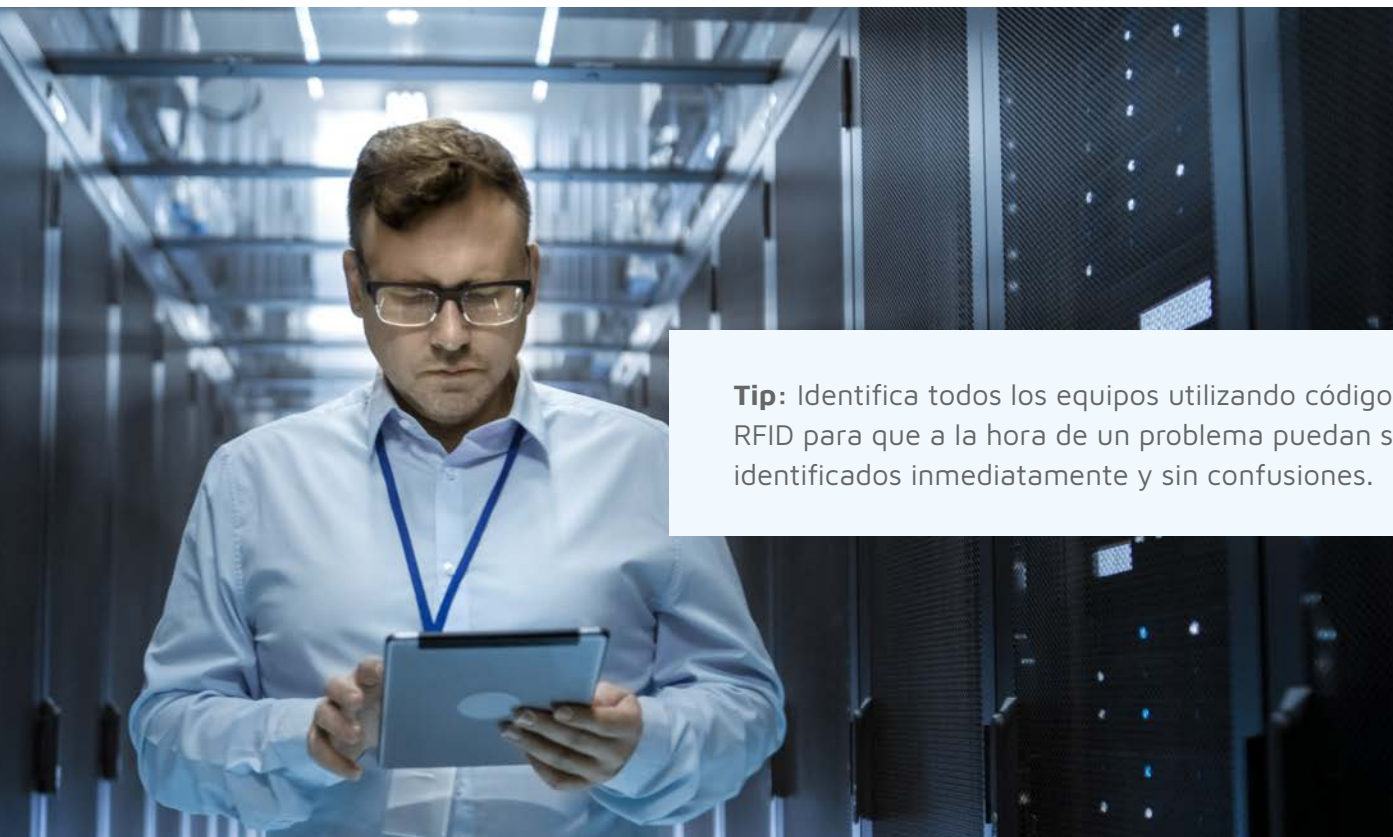 Tip: Identifica todos los equipos utilizando código
RFID para que a la hora de un problema puedan s
identificados inmediatamente y sin confusiones.